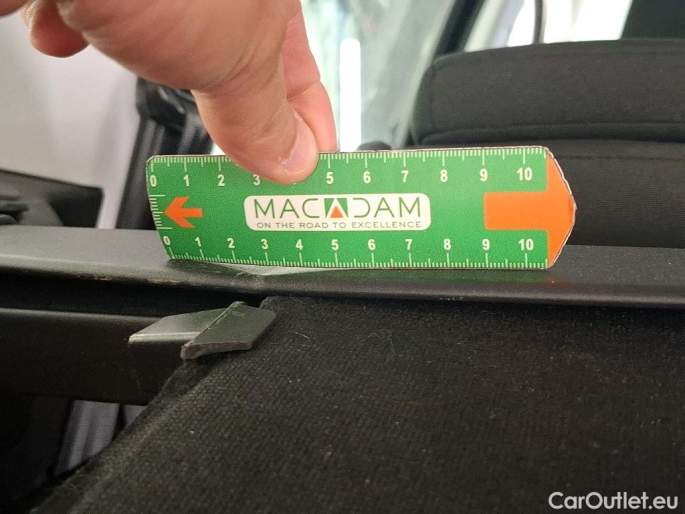 0 1 2 3 4 5 6 7 8 9 10
MACADAM
ON THE ROAD TO EXCELLENCE
0 1 2 3 4 5 6 7 8 9 10
CarOutlet.eu